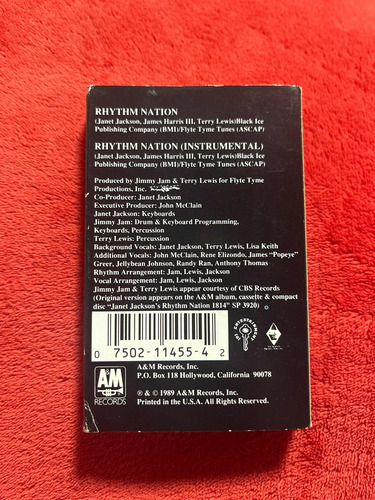 RHYTHM NATION
(Janet Jackson, James Harris III, Terry Lewis)Black Ice
Publishing Company (BMI)/Flyte Tyme Tunes (ASCAP)
RHYTHM NATION (INSTRUMENTAL)
(Janet Jackson, James Harris III, Terry Lewis)Black Ice
Publishing Company (BMI)/Flyte Tyme Tunes (ASCAP)
Produced by Jimmy Jam & Terry Lewis for Flyte Tyme
Productions, Inc.
Co-Producer: Janet Jackson
Executive Producer: John McClain
Janet Jackson: Keyboards
Jimmy Jam: Drum & Keyboard Programming,
Keyboards, Percussion
Terry Lewis: Percussion
Background Vocals: Janet Jackson, Terry Lewis, Lisa Keith
Additional Vocals: John McClain, Rene Elizondo, James "Popeye"
Greer, Jellybean Johnson, Randy Ran, Anthony Thomas
Rhythm Arrangement: Jam, Lewis, Jackson
Vocal Arrangement: Jam, Lewis, Jackson
Jimmy Jam & Terry Lewis appear courtesy of CBS Records
(Original version appears on the A&M album, cassette & compact
disc "Janet Jackson's Rhythm Nation 1814" SP 3920)
0 7502-11455-4 2
ENTERTAINMENT
A&M
RECORDS
A&M Records, Inc.
P.O. Box 118 Hollywood, California 90078
℗ & © 1989 A&M Records, Inc.
Printed in the U.S.A. All Rights Reserved.